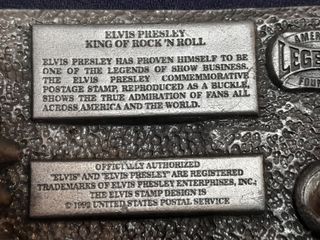 ELVIS PRESLEY
KING OF ROCK 'N ROLL
ELVIS PRESLEY HAS PROVEN HIMSELF TO BE
ONE OF THE LEGENDS OF SHOW BUSINESS.
THE ELVIS PRESLEY COMMEMORATIVE
POSTAGE STAMP, REPRODUCED AS A BUCKLE,
SHOWS THE TRUE ADMIRATION OF FANS ALL
ACROSS AMERICA AND THE WORLD.
AMERI
LEGE
FOU
OFFICIALLY AUTHORIZED
"ELVIS" AND "ELVIS PRESLEY" ARE REGISTERED
TRADEMARKS OF ELVIS PRESLEY ENTERPRISES, INC.;
THE ELVIS STAMP DESIGN IS
© 1992 UNITED STATES POSTAL SERVICE